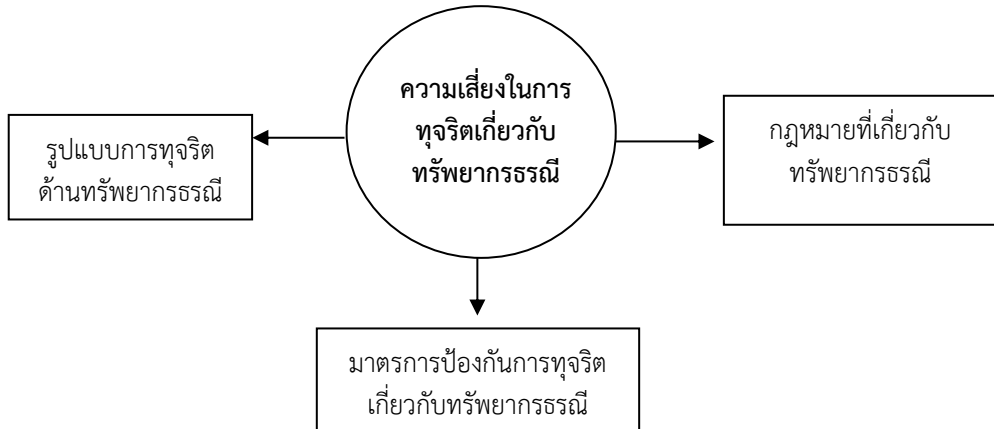 ความเสี่ยงในการ
ทุจริตเกี่ยวกับ
ทรัพยากรธรณี
รูปแบบการทุจริต
ด้านทรัพยากรธรณี
กฎหมายที่เกี่ยวกับ
ทรัพยากรธรณี
มาตรการป้องกันการทุจริต
เกี่ยวกับทรัพยากรธรณี